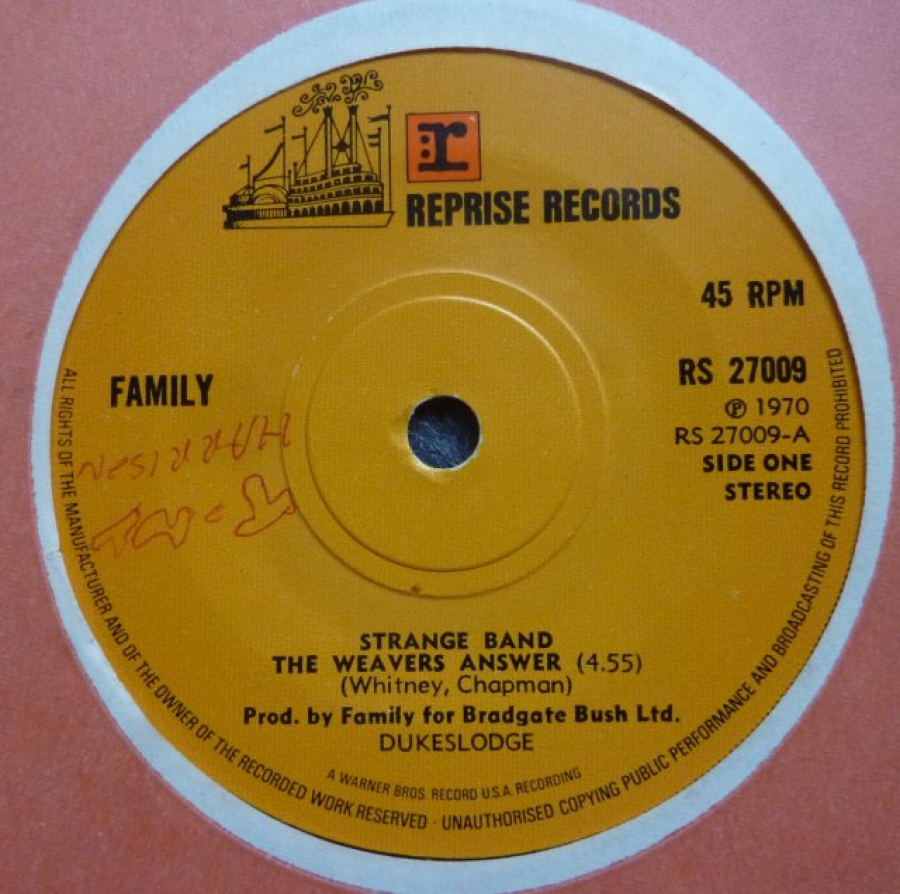 r
REPRISE RECORDS
45 RPM
FAMILY
RS 27009
℗ 1970
RS 27009-A
SIDE ONE
STEREO
HARRISON
STRANGE BAND
THE WEAVERS ANSWER (4.55)
(Whitney, Chapman)
Prod. by Family for Bradgate Bush Ltd.
DUKESLODGE
A WARNER BROS. RECORD U.S.A. RECORDING
ALL RIGHTS OF THE MANUFACTURER AND OF THE OWNER OF THE RECORDED WORK RESERVED · UNAUTHORISED COPYING PUBLIC PERFORMANCE AND BROADCASTING OF THIS RECORD PROHIBITED